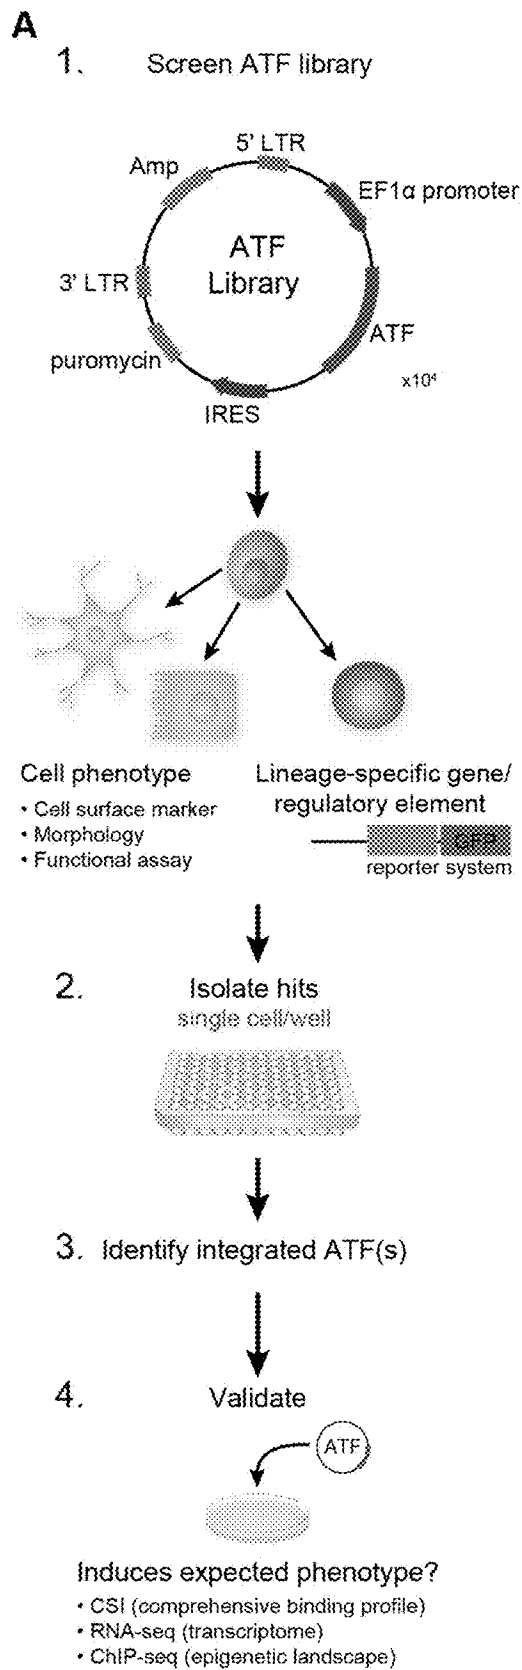 A
1. Screen ATF library
5' LTR
Amp
EF1α promoter
ATF
Library
3' LTR
ATF
puromycin
x10⁴
IRES
Cell phenotype
• Cell surface marker
• Morphology
• Functional assay
Lineage-specific gene/
regulatory element
GFP
reporter system
2. Isolate hits
single cell/well
3. Identify integrated ATF(s)
4. Validate
ATF
Induces expected phenotype?
• CSI (comprehensive binding profile)
• RNA-seq (transcriptome)
• ChIP-seq (epigenetic landscape)